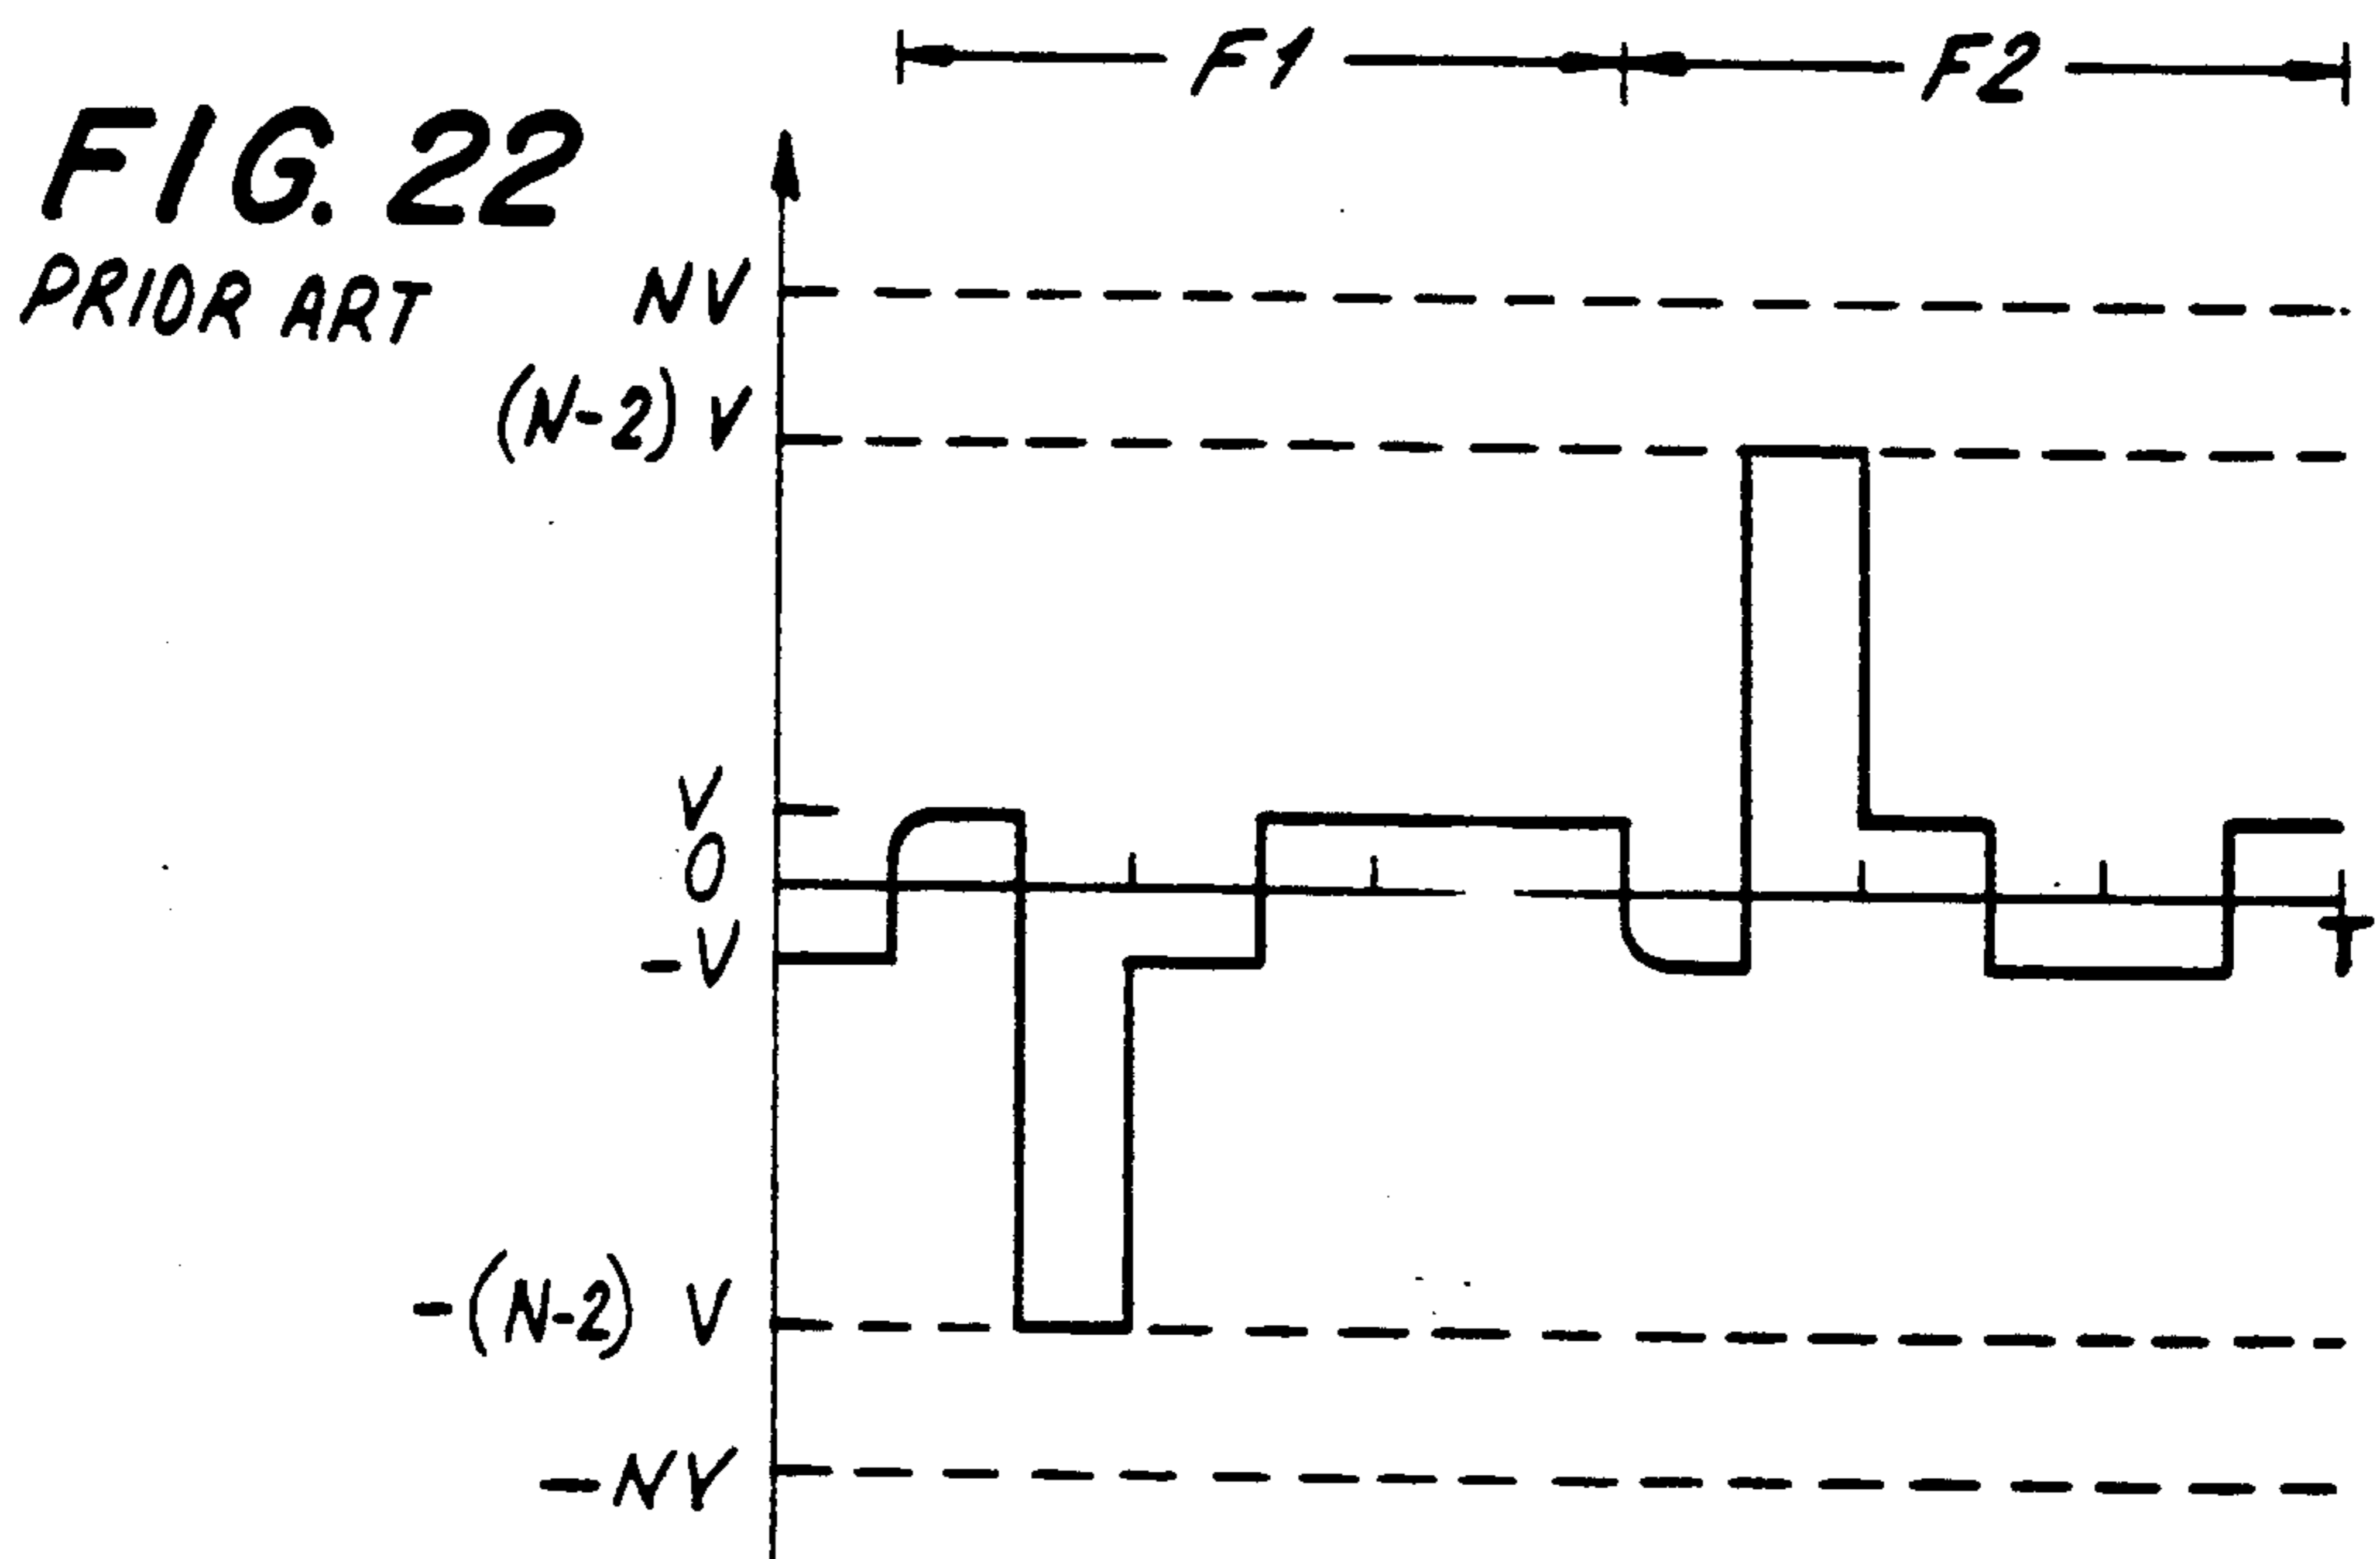 F1 F2
FIG. 22
PRIOR ART
NV
(N-2) V
V
0
-V
T
-(N-2) V
-NV